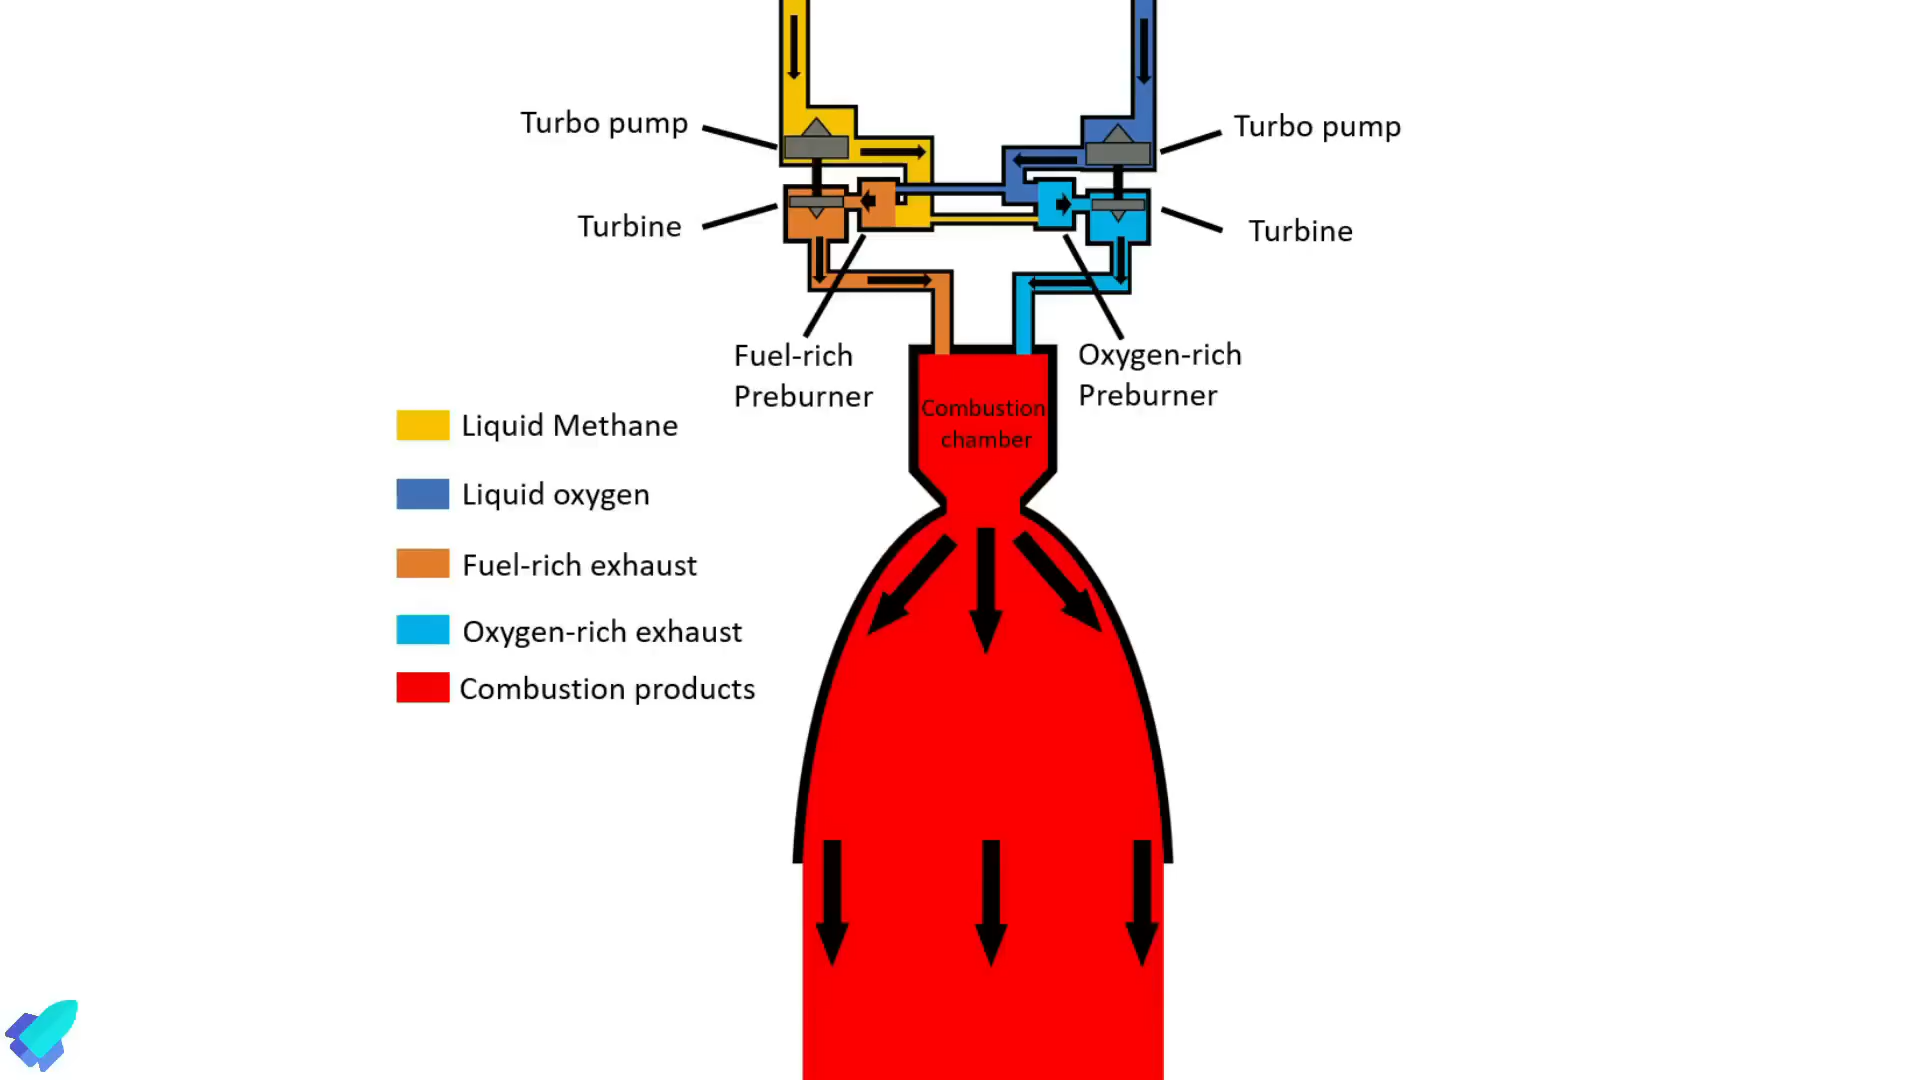 Turbo pump
Turbo pump
Turbine
Turbine
Fuel-rich
Preburner
Oxygen-rich
Preburner
Combustion
chamber
Liquid Methane
Liquid oxygen
Fuel-rich exhaust
Oxygen-rich exhaust
Combustion products